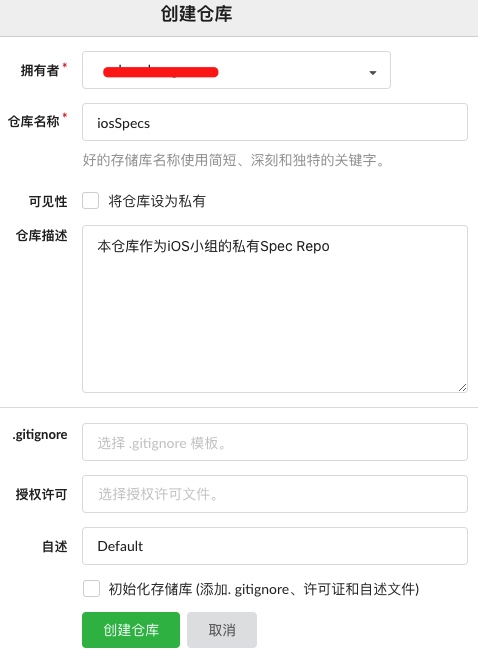 创建仓库
拥有者*
仓库名称*
iosSpecs
好的存储库名称使用简短、深刻和独特的关键字。
可见性
将仓库设为私有
仓库描述
本仓库作为iOS小组的私有Spec Repo
.gitignore
选择 .gitignore 模板。
授权许可
选择授权许可文件。
自述
Default
初始化存储库 (添加. gitignore、许可证和自述文件)
创建仓库
取消